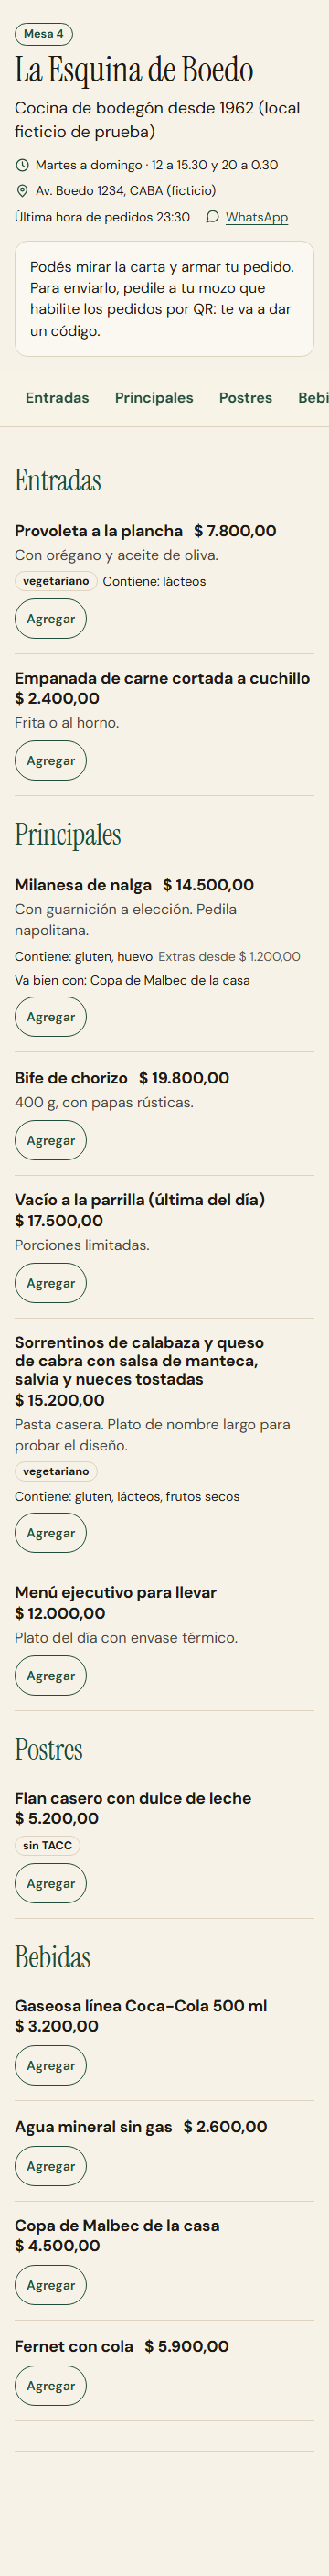 Mesa 4
La Esquina de Boedo
Cocina de bodegón desde 1962 (local
ficticio de prueba)
Martes a domingo · 12 a 15.30 y 20 a 0.30
Av. Boedo 1234, CABA (ficticio)
Última hora de pedidos 23:30 WhatsApp
Podés mirar la carta y armar tu pedido.
Para enviarlo, pedile a tu mozo que
habilite los pedidos por QR: te va a dar
un código.
Entradas Principales Postres Bebi
Entradas
Provoleta a la plancha $ 7.800,00
Con orégano y aceite de oliva.
vegetariano Contiene: lácteos
Agregar
Empanada de carne cortada a cuchillo
$ 2.400,00
Frita o al horno.
Agregar
Principales
Milanesa de nalga $ 14.500,00
Con guarnición a elección. Pedila
napolitana.
Contiene: gluten, huevo Extras desde $ 1.200,00
Va bien con: Copa de Malbec de la casa
Agregar
Bife de chorizo $ 19.800,00
400 g, con papas rústicas.
Agregar
Vacío a la parrilla (última del día)
$ 17.500,00
Porciones limitadas.
Agregar
Sorrentinos de calabaza y queso
de cabra con salsa de manteca,
salvia y nueces tostadas
$ 15.200,00
Pasta casera. Plato de nombre largo para
probar el diseño.
vegetariano
Contiene: gluten, lácteos, frutos secos
Agregar
Menú ejecutivo para llevar
$ 12.000,00
Plato del día con envase térmico.
Agregar
Postres
Flan casero con dulce de leche
$ 5.200,00
sin TACC
Agregar
Bebidas
Gaseosa línea Coca-Cola 500 ml
$ 3.200,00
Agregar
Agua mineral sin gas $ 2.600,00
Agregar
Copa de Malbec de la casa
$ 4.500,00
Agregar
Fernet con cola $ 5.900,00
Agregar